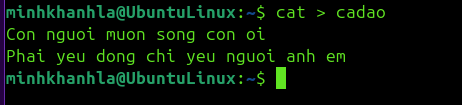 minhkhanhla@UbuntuLinux:~$ cat > cadao
Con nguoi muon song con oi
Phai yeu dong chi yeu nguoi anh em
minhkhanhla@UbuntuLinux:~$